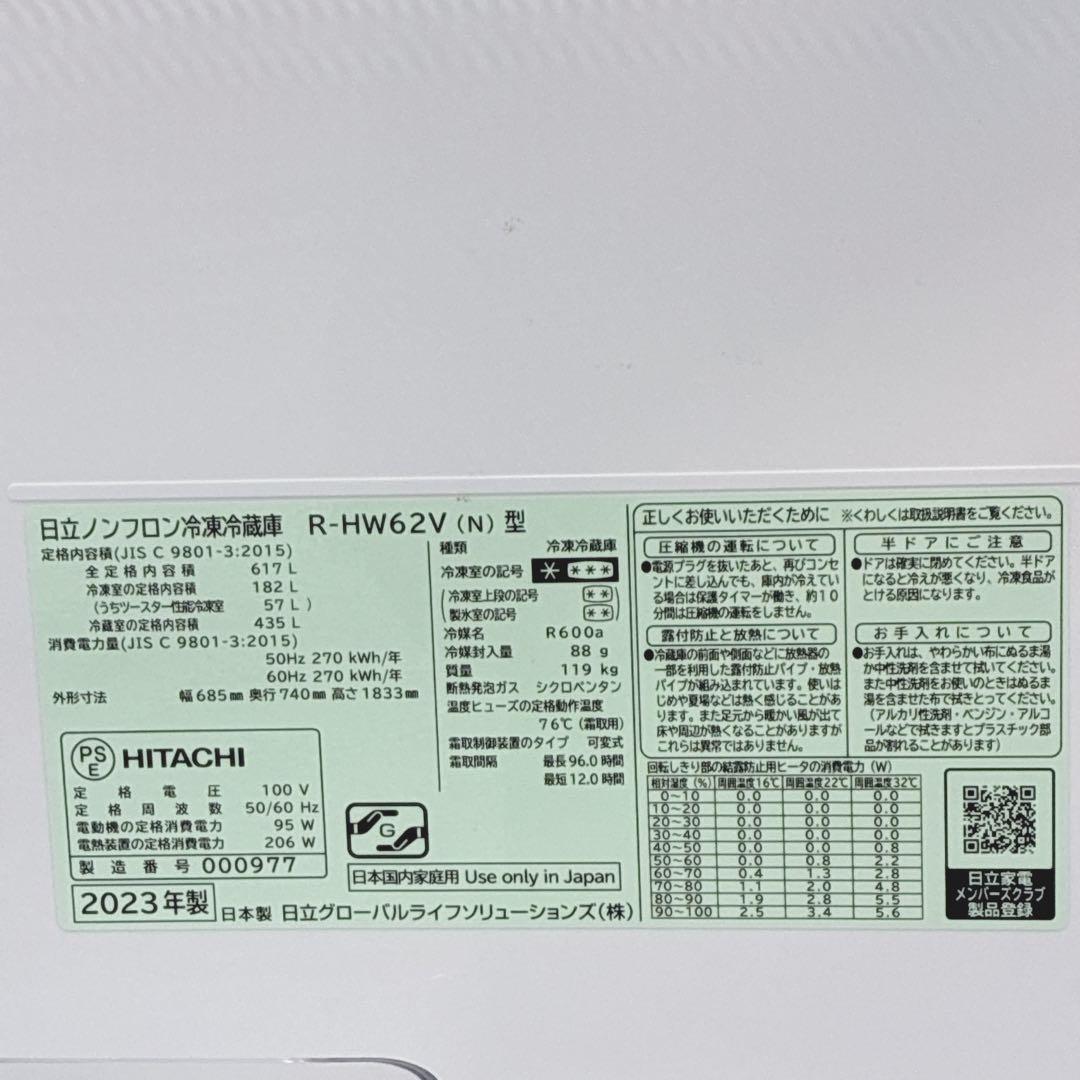 日立ノンフロン冷凍冷蔵庫 R-HW62V (N) 型
定格内容積(JIS C 9801-3:2015)
全定格内容積 617 L
冷凍室の定格内容積 182 L
(うちツースター性能冷凍室 57 L )
冷蔵室の定格内容積 435 L
消費電力量(JIS C 9801-3:2015)
50Hz 270 kWh/年
60Hz 270 kWh/年
外形寸法 幅 685㎜ 奥行 740㎜ 高さ 1833㎜
PSE HITACHI
定格電圧 100 V
定格周波数 50/60 Hz
電動機の定格消費電力 95 W
電熱装置の定格消費電力 206 W
製造番号 000977
2023年製 日本製 日立グローバルライフソリューションズ(株)
種類 冷凍冷蔵庫
冷凍室の記号 * ***
(冷凍室上段の記号 **)
(製氷室の記号 **)
冷媒名 R600a
冷媒封入量 88 g
質量 119 kg
断熱発泡ガス シクロペンタン
温度ヒューズの定格動作温度
76℃ (霜取用)
霜取制御装置のタイプ 可変式
霜取間隔 最長96.0時間
最短12.0時間
G
日本国内家庭用 Use only in Japan
正しくお使いいただくために ※くわしくは取扱説明書をご覧ください。
圧縮機の運転について
●電源プラグを抜いたあと、再びコンセ
ントに差し込んでも、庫内が冷えてい
る場合は保護タイマーが働き、約10
分間は圧縮機の運転をしません。
露付防止と放熱について
●冷蔵庫の前面や側面などに放熱器の
一部を利用した露付防止パイプ・放熱
パイプが組み込まれています。使いは
じめや夏場などは熱く感じることがあ
ります。また足元から暖かい風が出て
床や周辺が熱くなることがありますが
これらは異常ではありません。
半ドアにご注意
●ドアは確実に閉めてください。半ドア
になると冷えが悪くなり、冷凍食品が
とける原因になります。
お手入れについて
●お手入れは、やわらかい布にぬるま湯
か中性洗剤を含ませて拭いてください。
また中性洗剤をお使いのときはぬるま
湯を含ませた布で拭きとってください。
(アルカリ性洗剤・ベンジン・アルコ
ールなどで拭きますとプラスチック部
品が割れることがあります)
回転しきり部の結露防止用ヒータの消費電力 (W)
相対湿度 (%) 周囲温度16℃ 周囲温度22℃ 周囲温度32℃
0~10 0.0 0.0 0.0
10~20 0.0 0.0 0.0
20~30 0.0 0.0 0.0
30~40 0.0 0.0 0.0
40~50 0.0 0.0 0.8
50~60 0.0 0.8 2.2
60~70 0.4 1.3 2.8
70~80 1.1 2.0 4.8
80~90 1.9 2.8 5.5
90~100 2.5 3.4 5.6
日立家電
メンバーズクラブ
製品登録